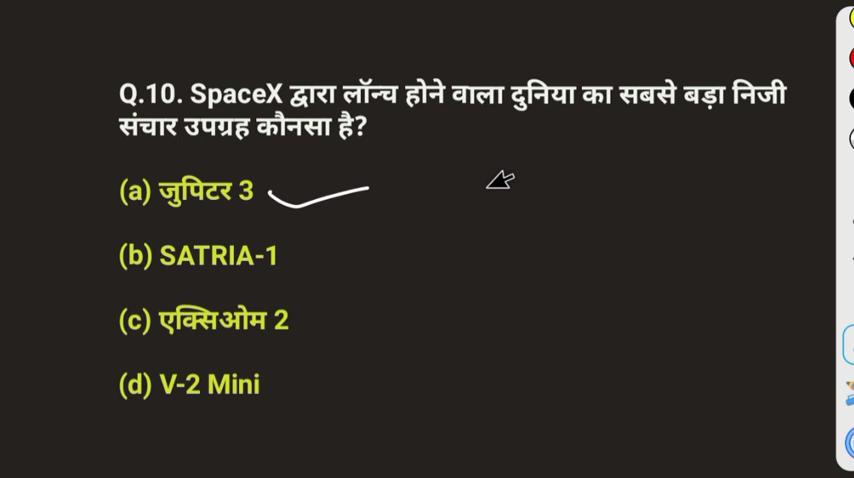 Q.10. SpaceX द्वारा लॉन्च होने वाला दुनिया का सबसे बड़ा निजी
संचार उपग्रह कौनसा है?
(a) जुपिटर 3
(b) SATRIA-1
(c) एक्सिओम 2
(d) V-2 Mini